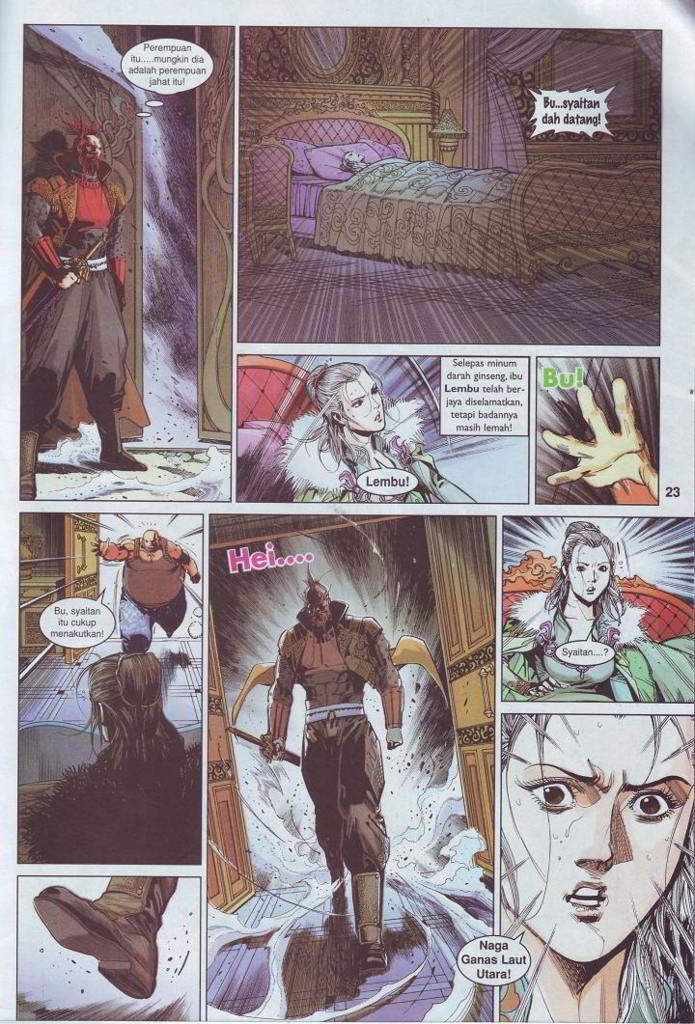 Perempuan
itu.....mungkin dia
adalah perempuan
jahat itu!
Bu...syaitan
dah datang!
Lembu!
Selepas minum
darah ginseng, ibu
Lembu telah ber-
jaya diselamatkan,
tetapi badannya
masih lemah!
Bu!
23
Bu, syaitan
itu cukup
menakutkan!
Hei....
Syaitan....?
Naga
Ganas Laut
Utara!